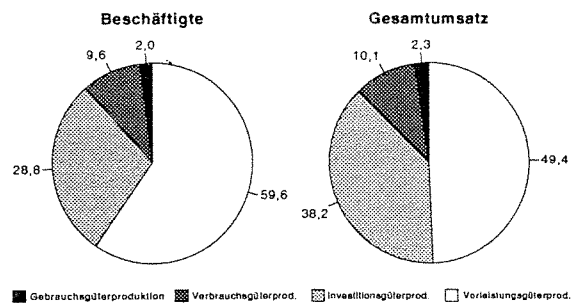 Beschäftigte
9,6
2,0
28,8
59,6
Gesamtumsatz
10,1
2,3
38,2
49,4
Gebrauchsgüterproduktion Verbrauchsgüterprod. Investitionsgüterprod. Vorleistungsgüterprod.